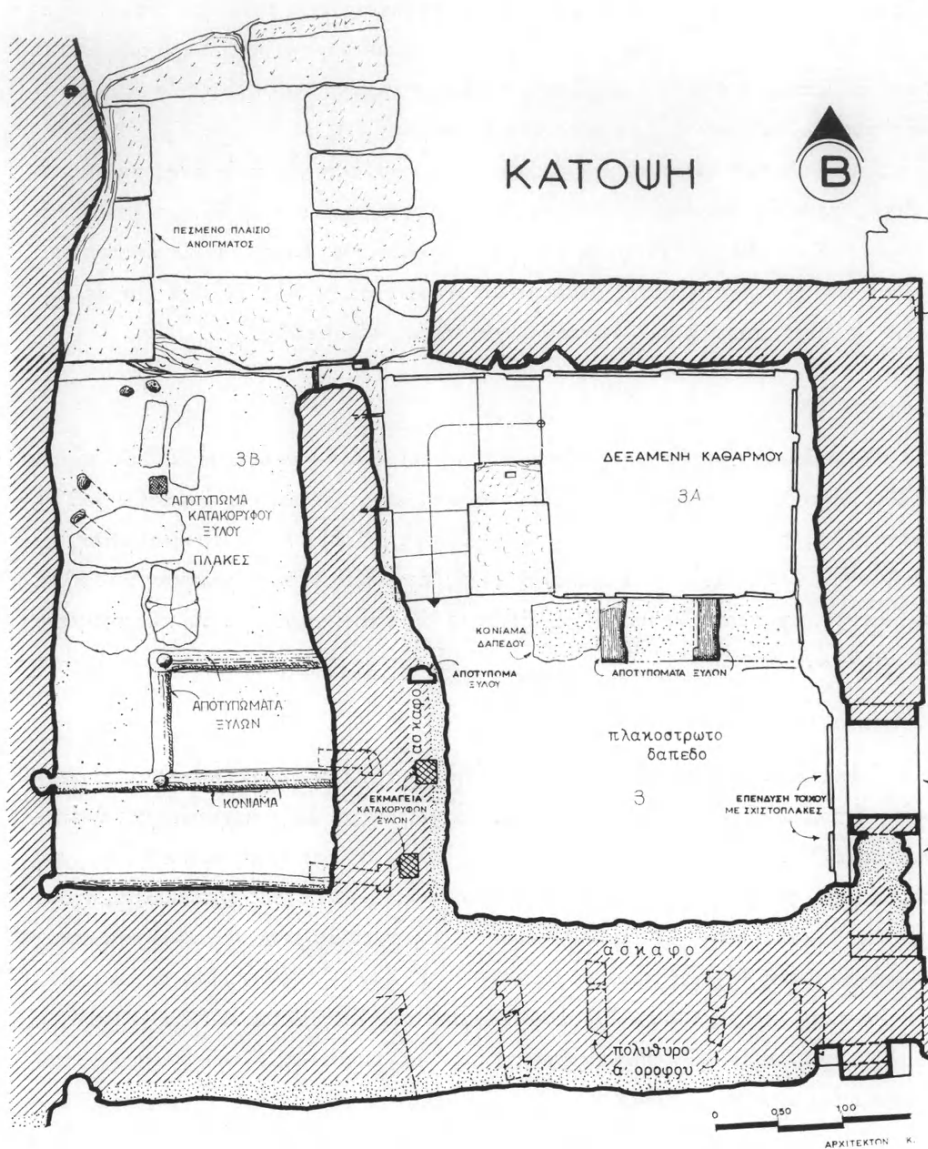 ΚΑΤΟΨΗ
Β
ΠΕΣΜΕΝΟ ΠΛΑΙΣΙΟ
ΑΝΟΙΓΜΑΤΟΣ
3Β
ΑΠΟΤΥΠΩΜΑ
ΚΑΤΑΚΟΡΥΦΟΥ
ΞΥΛΟΥ
ΠΛΑΚΕΣ
ΔΕΞΑΜΕΝΗ ΚΑΘΑΡΜΟΥ
3Α
ΚΟΝΙΑΜΑ
ΔΑΠΕΔΟΥ
ΑΠΟΤΥΠΩΜΑ
ΞΥΛΟΥ
ΑΠΟΤΥΠΩΜΑΤΑ ΞΥΛΩΝ
ΑΠΟΤΥΠΩΜΑΤΑ
ΞΥΛΩΝ
άσκαφο
πλακοστρωτο
δαπεδο
3
ΚΟΝΙΑΜΑ
ΕΚΜΑΓΕΙΑ
ΚΑΤΑΚΟΡΥΦΩΝ
ΞΥΛΩΝ
ΕΠΕΝΔΥΣΗ ΤΟΙΧΟΥ
ΜΕ ΣΧΙΣΤΟΠΛΑΚΕΣ
άσκαφο
πολυθυρο
α οροφου
0 0,50 1,00
ΑΡΧΙΤΕΚΤΩΝ Κ.